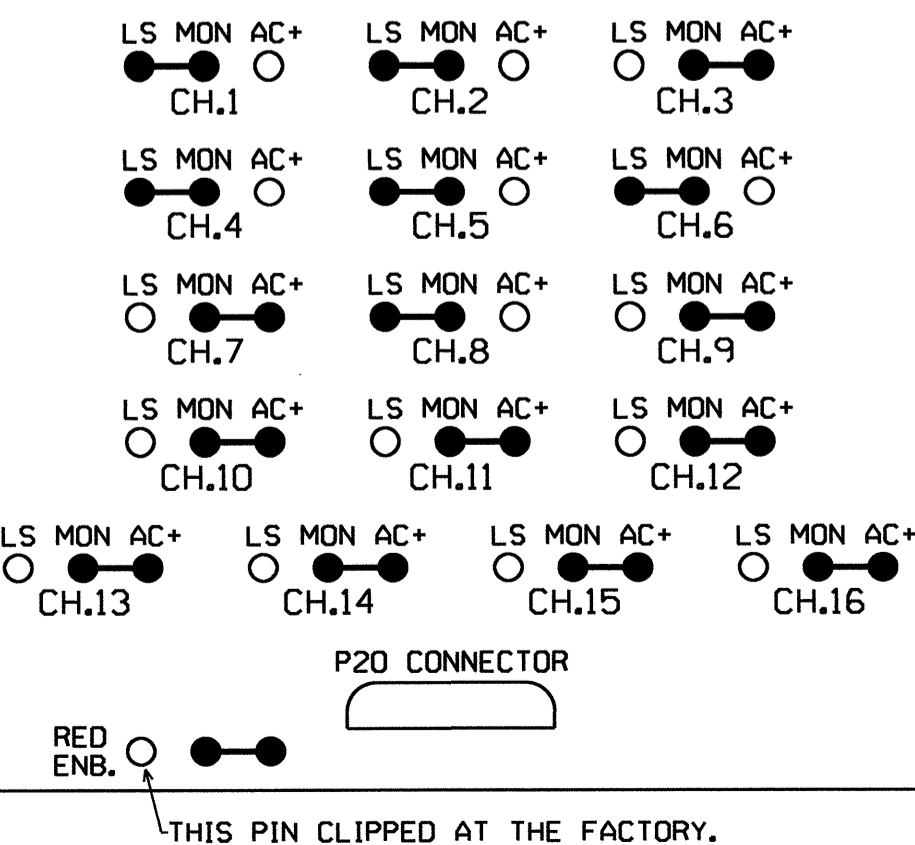 LS MON AC+ LS MON AC+ LS MON AC+
CH.1 CH.2 CH.3
LS MON AC+ LS MON AC+ LS MON AC+
CH.4 CH.5 CH.6
LS MON AC+ LS MON AC+ LS MON AC+
CH.7 CH.8 CH.9
LS MON AC+ LS MON AC+ LS MON AC+
CH.10 CH.11 CH.12
LS MON AC+ LS MON AC+ LS MON AC+ LS MON AC+
CH.13 CH.14 CH.15 CH.16
P20 CONNECTOR
RED
ENB.
THIS PIN CLIPPED AT THE FACTORY.